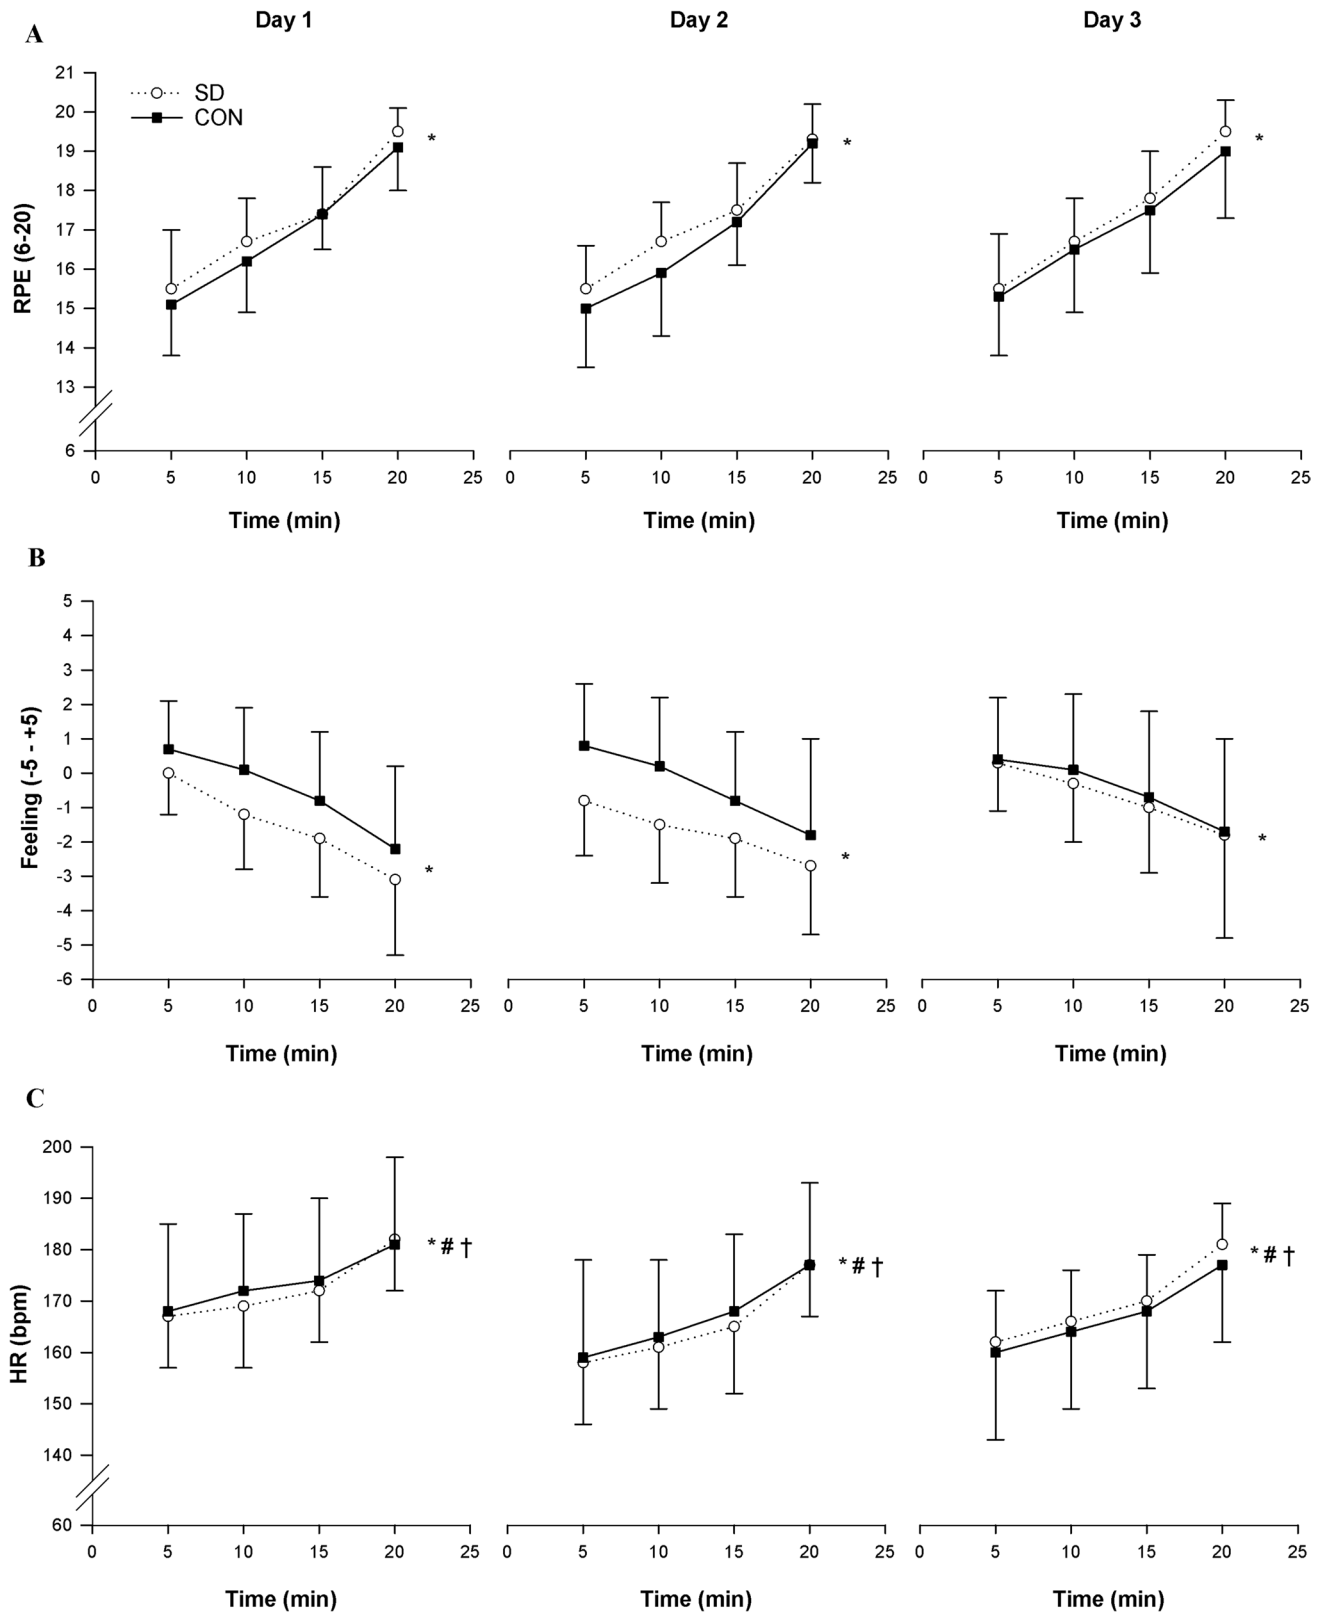 Day 1 Day 2 Day 3
A
21
20
19
18
17
16
15
14
13
6
RPE (6-20)
SD
CON
* * *
0 5 10 15 20 25 0 5 10 15 20 25 0 5 10 15 20 25
Time (min) Time (min) Time (min)
B
5
4
3
2
1
0
-1
-2
-3
-4
-5
-6
Feeling (-5 - +5)
* * *
0 5 10 15 20 25 0 5 10 15 20 25 0 5 10 15 20 25
Time (min) Time (min) Time (min)
C
200
190
180
170
160
150
140
60
HR (bpm)
* # † * # † * # †
0 5 10 15 20 25 0 5 10 15 20 25 0 5 10 15 20 25
Time (min) Time (min) Time (min)